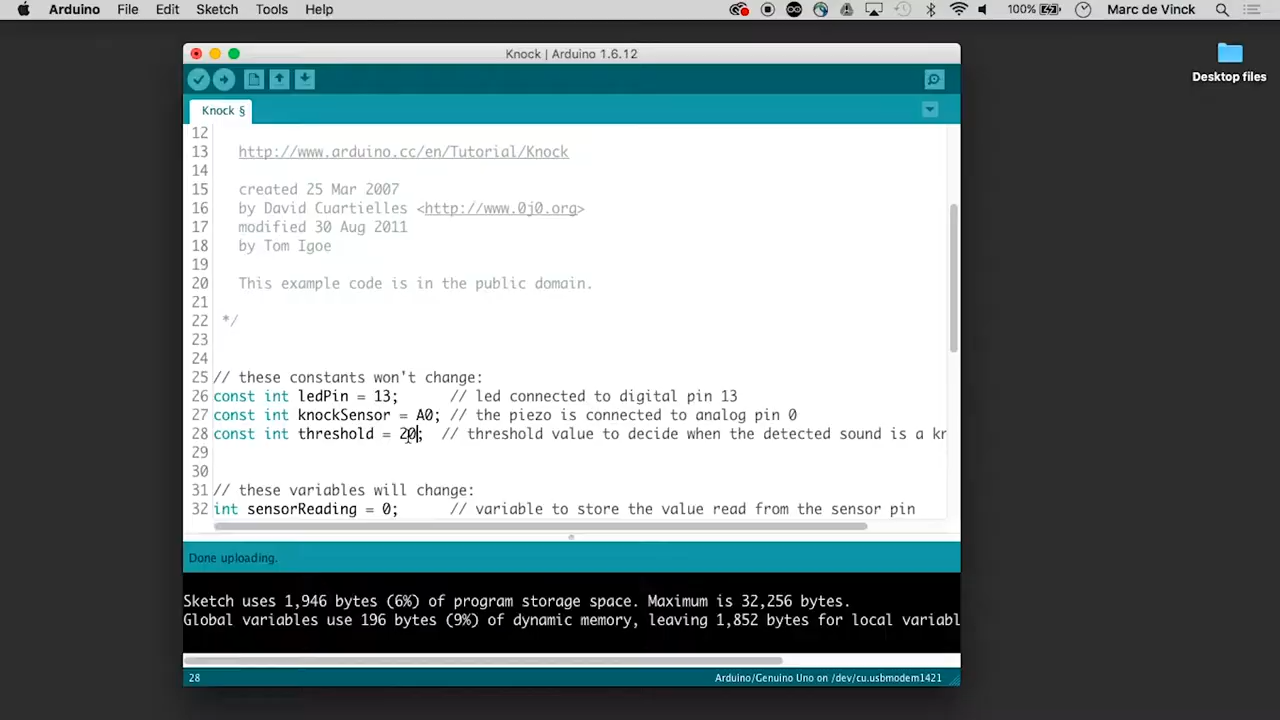 Arduino File Edit Sketch Tools Help 100% Marc de Vinck
Knock | Arduino 1.6.12
Desktop files
Knock §
12
13 http://www.arduino.cc/en/Tutorial/Knock
14
15 created 25 Mar 2007
16 by David Cuartielles <http://www.0j0.org>
17 modified 30 Aug 2011
18 by Tom Igoe
19
20 This example code is in the public domain.
21
22 */
23
24
25 // these constants won't change:
26 const int ledPin = 13; // led connected to digital pin 13
27 const int knockSensor = A0; // the piezo is connected to analog pin 0
28 const int threshold = 20; // threshold value to decide when the detected sound is a kn
29
30
31 // these variables will change:
32 int sensorReading = 0; // variable to store the value read from the sensor pin
Done uploading.
Sketch uses 1,946 bytes (6%) of program storage space. Maximum is 32,256 bytes.
Global variables use 196 bytes (9%) of dynamic memory, leaving 1,852 bytes for local variabl
28 Arduino/Genuino Uno on /dev/cu.usbmodem1421